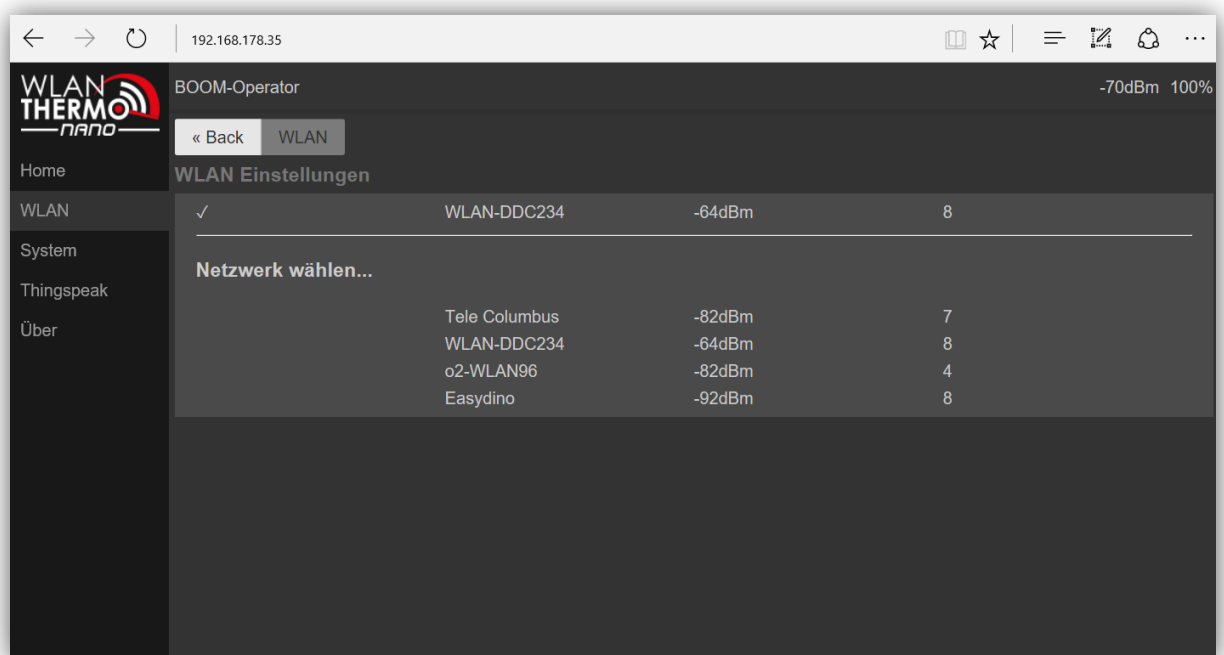 192.168.178.35
WLAN
THERMO
nano
BOOM-Operator -70dBm 100%
« Back WLAN
WLAN Einstellungen
Home
WLAN
System
Thingspeak
Über
✓ WLAN-DDC234 -64dBm 8
Netzwerk wählen...
Tele Columbus -82dBm 7
WLAN-DDC234 -64dBm 8
o2-WLAN96 -82dBm 4
Easydino -92dBm 8